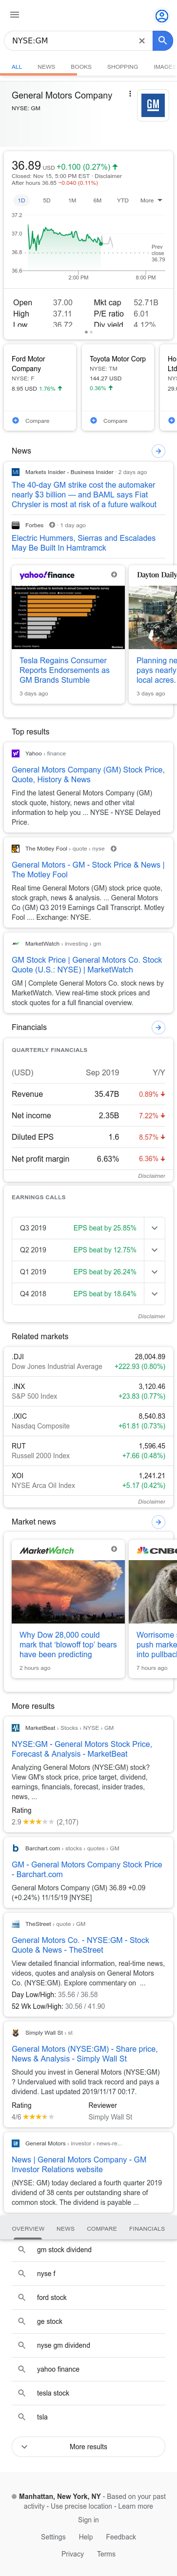 NYSE:GM
ALL NEWS BOOKS SHOPPING IMAGES
General Motors Company
NYSE: GM
GM
36.89 USD +0.100 (0.27%)
Closed: Nov 15, 5:00 PM EST · Disclaimer
After hours 36.85 −0.040 (0.11%)
1D 5D 1M 6M YTD More
37.2
37.0
36.8
36.6
Prev
close
36.79
2:00 PM 8:00 PM
Open 37.00 Mkt cap 52.71B
High 37.11 P/E ratio 6.01
Low 36.72 Div yield 4.12%
Ford Motor
Company
NYSE: F
8.95 USD 1.76%
Compare
Toyota Motor Corp
NYSE: TM
144.27 USD
0.36%
Compare
Ho
Ltd
NY
29.
News
Markets Insider - Business Insider · 2 days ago
The 40-day GM strike cost the automaker
nearly $3 billion — and BAML says Fiat
Chrysler is most at risk of a future walkout
Forbes · 1 day ago
Electric Hummers, Sierras and Escalades
May Be Built In Hamtramck
yahoo!finance
Tesla Regains Consumer
Reports Endorsements as
GM Brands Stumble
3 days ago
Dayton Daily
Planning ne
pays nearly
local acres.
3 days ago
Top results
Yahoo › finance
General Motors Company (GM) Stock Price,
Quote, History & News
Find the latest General Motors Company (GM)
stock quote, history, news and other vital
information to help you ... NYSE - NYSE Delayed
Price.
The Motley Fool › quote › nyse
General Motors - GM - Stock Price & News |
The Motley Fool
Real time General Motors (GM) stock price quote,
stock graph, news & analysis. ... General Motors
Co (GM) Q3 2019 Earnings Call Transcript. Motley
Fool .... Exchange: NYSE.
MarketWatch › investing › gm
GM Stock Price | General Motors Co. Stock
Quote (U.S.: NYSE) | MarketWatch
GM | Complete General Motors Co. stock news by
MarketWatch. View real-time stock prices and
stock quotes for a full financial overview.
Financials
QUARTERLY FINANCIALS
(USD) Sep 2019 Y/Y
Revenue 35.47B 0.89%
Net income 2.35B 7.22%
Diluted EPS 1.6 8.57%
Net profit margin 6.63% 6.36%
Disclaimer
EARNINGS CALLS
Q3 2019 EPS beat by 25.85%
Q2 2019 EPS beat by 12.75%
Q1 2019 EPS beat by 26.24%
Q4 2018 EPS beat by 18.64%
Disclaimer
Related markets
.DJI 28,004.89
Dow Jones Industrial Average +222.93 (0.80%)
.INX 3,120.46
S&P 500 Index +23.83 (0.77%)
.IXIC 8,540.83
Nasdaq Composite +61.81 (0.73%)
RUT 1,596.45
Russell 2000 Index +7.66 (0.48%)
XOI 1,241.21
NYSE Arca Oil Index +5.17 (0.42%)
Disclaimer
Market news
MarketWatch
Why Dow 28,000 could
mark that 'blowoff top' bears
have been predicting
2 hours ago
CNBC
Worrisome
push marke
into pullbac
7 hours ago
More results
MarketBeat › Stocks › NYSE › GM
NYSE:GM - General Motors Stock Price,
Forecast & Analysis - MarketBeat
Analyzing General Motors (NYSE:GM) stock?
View GM's stock price, price target, dividend,
earnings, financials, forecast, insider trades,
news, ...
Rating
2.9 (2,107)
Barchart.com › stocks › quotes › GM
GM - General Motors Company Stock Price
- Barchart.com
General Motors Company (GM) 36.89 +0.09
(+0.24%) 11/15/19 [NYSE]
TheStreet › quote › GM
General Motors Co. - NYSE:GM - Stock
Quote & News - TheStreet
View detailed financial information, real-time news,
videos, quotes and analysis on General Motors
Co. (NYSE:GM). Explore commentary on ...
Day Low/High: 35.56 / 36.58
52 Wk Low/High: 30.56 / 41.90
Simply Wall St › st
General Motors (NYSE:GM) - Share price,
News & Analysis - Simply Wall St
Should you invest in General Motors (NYSE:GM)
? Undervalued with solid track record and pays a
dividend. Last updated 2019/11/17 00:17.
Rating Reviewer
4/6 Simply Wall St
General Motors › investor › news-re...
News | General Motors Company - GM
Investor Relations website
(NYSE: GM) today declared a fourth quarter 2019
dividend of 38 cents per outstanding share of
common stock. The dividend is payable ...
OVERVIEW NEWS COMPARE FINANCIALS
gm stock dividend
nyse f
ford stock
ge stock
nyse gm dividend
yahoo finance
tesla stock
tsla
More results
Manhattan, New York, NY - Based on your past
activity - Use precise location - Learn more
Sign in
Settings Help Feedback
Privacy Terms